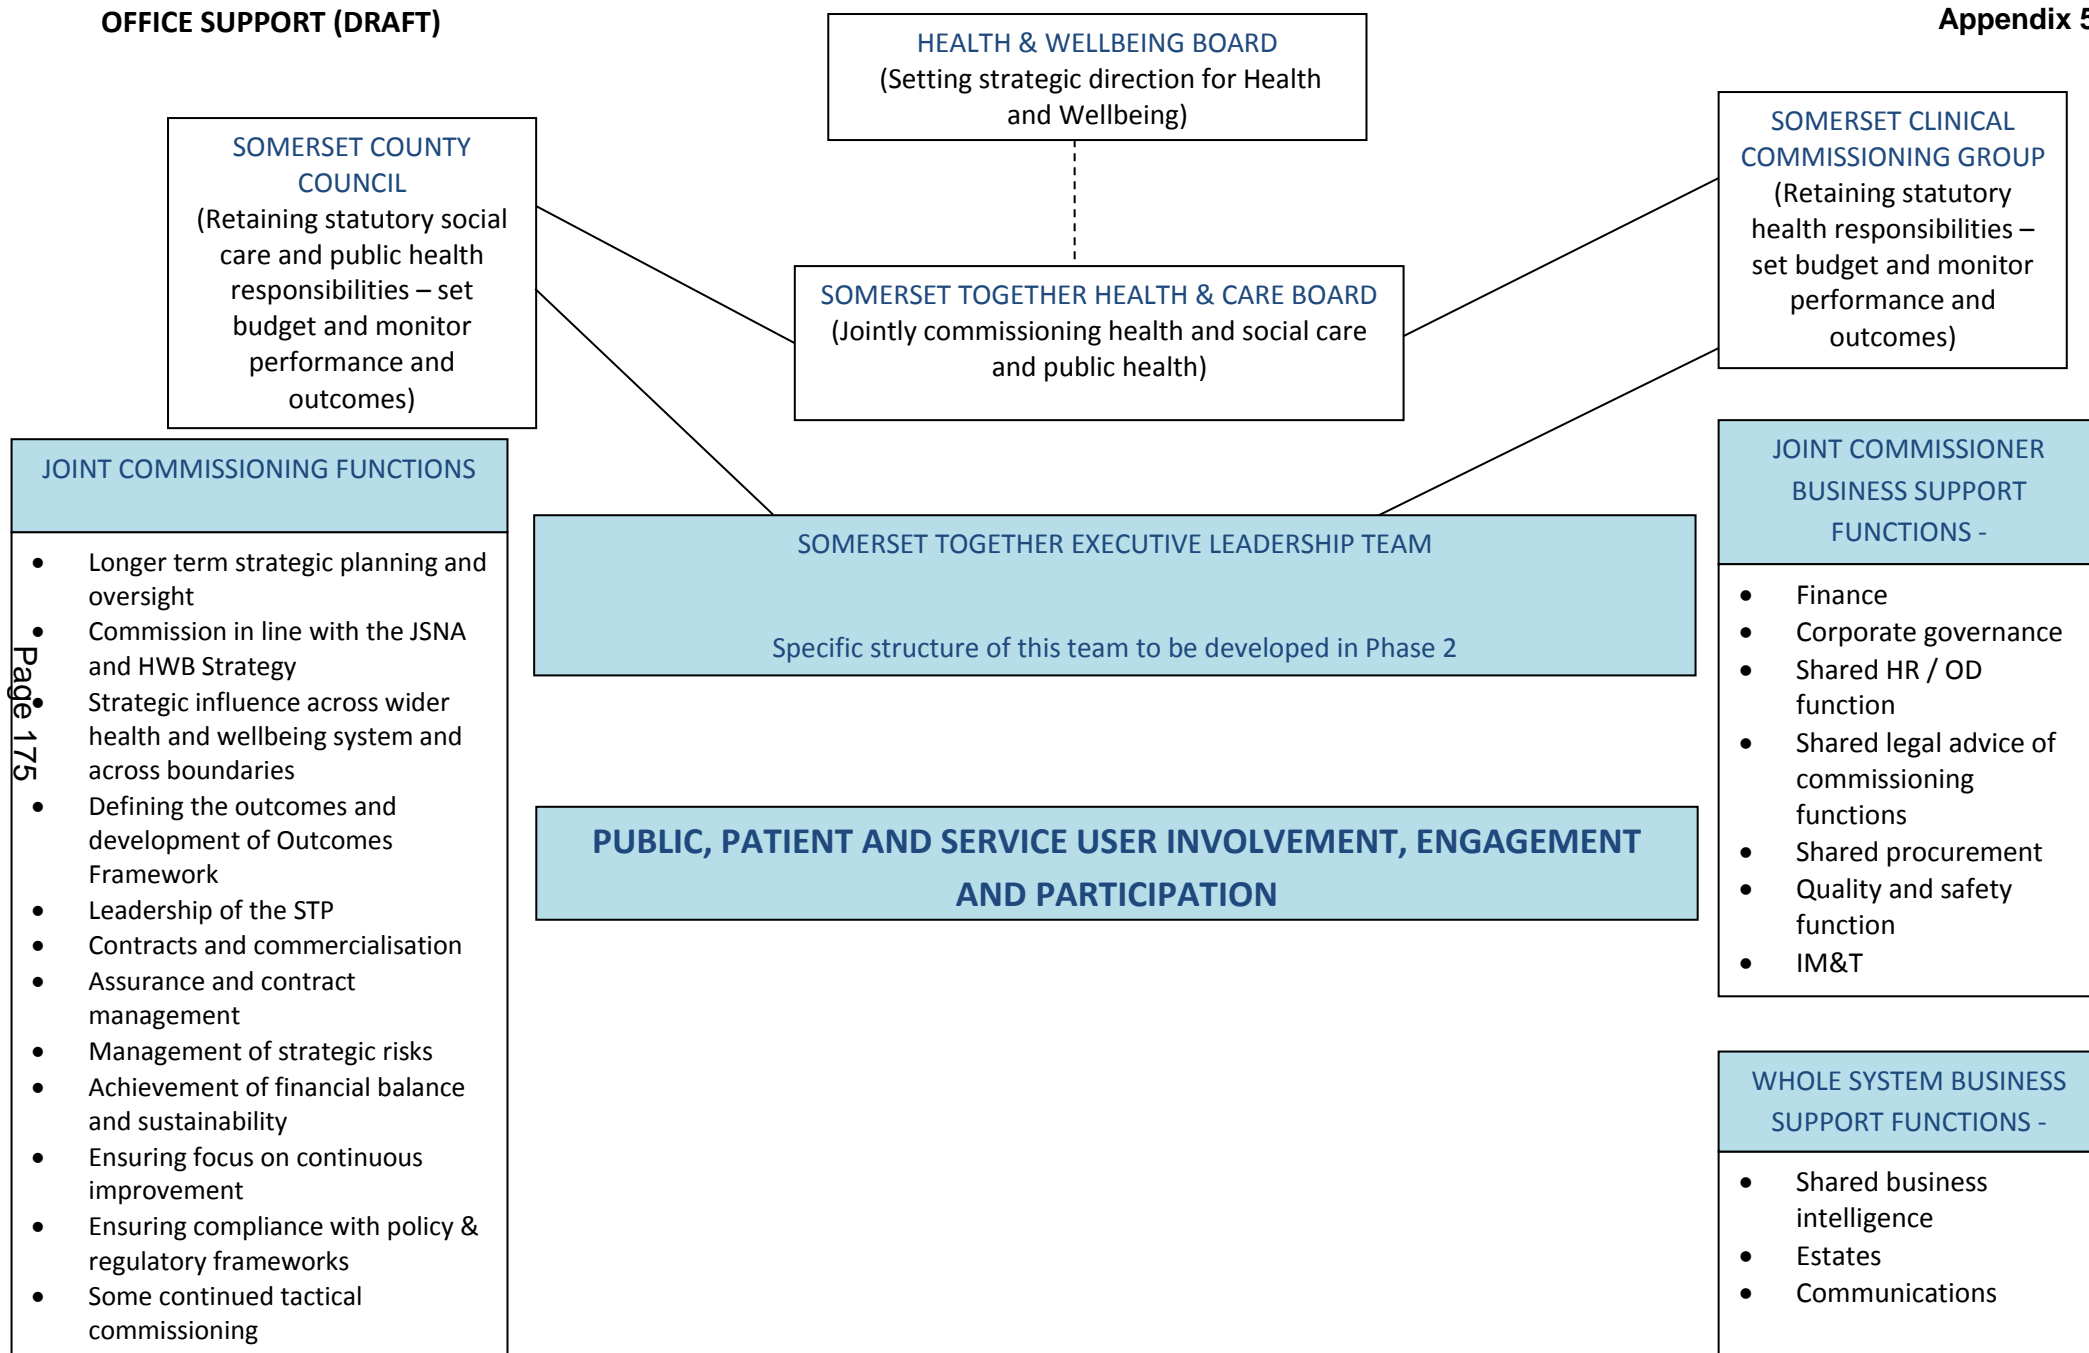 OFFICE SUPPORT (DRAFT)
Appendix 5
HEALTH & WELLBEING BOARD
(Setting strategic direction for Health
and Wellbeing)
SOMERSET COUNTY
COUNCIL
(Retaining statutory social
care and public health
responsibilities – set
budget and monitor
performance and
outcomes)
SOMERSET TOGETHER HEALTH & CARE BOARD
(Jointly commissioning health and social care
and public health)
SOMERSET CLINICAL
COMMISSIONING GROUP
(Retaining statutory
health responsibilities –
set budget and monitor
performance and
outcomes)
JOINT COMMISSIONING FUNCTIONS
• Longer term strategic planning and
oversight
• Commission in line with the JSNA
and HWB Strategy
• Strategic influence across wider
health and wellbeing system and
across boundaries
• Defining the outcomes and
development of Outcomes
Framework
• Leadership of the STP
• Contracts and commercialisation
• Assurance and contract
management
• Management of strategic risks
• Achievement of financial balance
and sustainability
• Ensuring focus on continuous
improvement
• Ensuring compliance with policy &
regulatory frameworks
• Some continued tactical
commissioning
Page 175
SOMERSET TOGETHER EXECUTIVE LEADERSHIP TEAM
Specific structure of this team to be developed in Phase 2
PUBLIC, PATIENT AND SERVICE USER INVOLVEMENT, ENGAGEMENT
AND PARTICIPATION
JOINT COMMISSIONER
BUSINESS SUPPORT
FUNCTIONS -
• Finance
• Corporate governance
• Shared HR / OD
function
• Shared legal advice of
commissioning
functions
• Shared procurement
• Quality and safety
function
• IM&T
WHOLE SYSTEM BUSINESS
SUPPORT FUNCTIONS -
• Shared business
intelligence
• Estates
• Communications